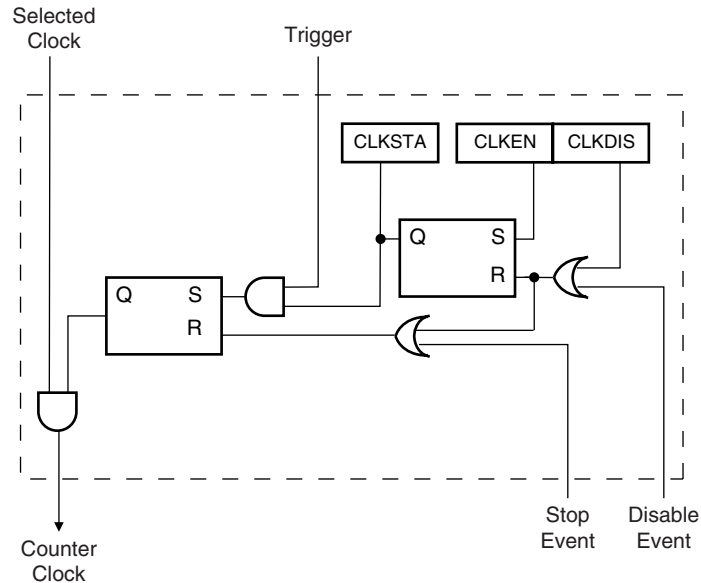 Selected
Clock
Trigger
CLKSTA
CLKEN
CLKDIS
Q
S
R
Q
S
R
Stop
Event
Disable
Event
Counter
Clock